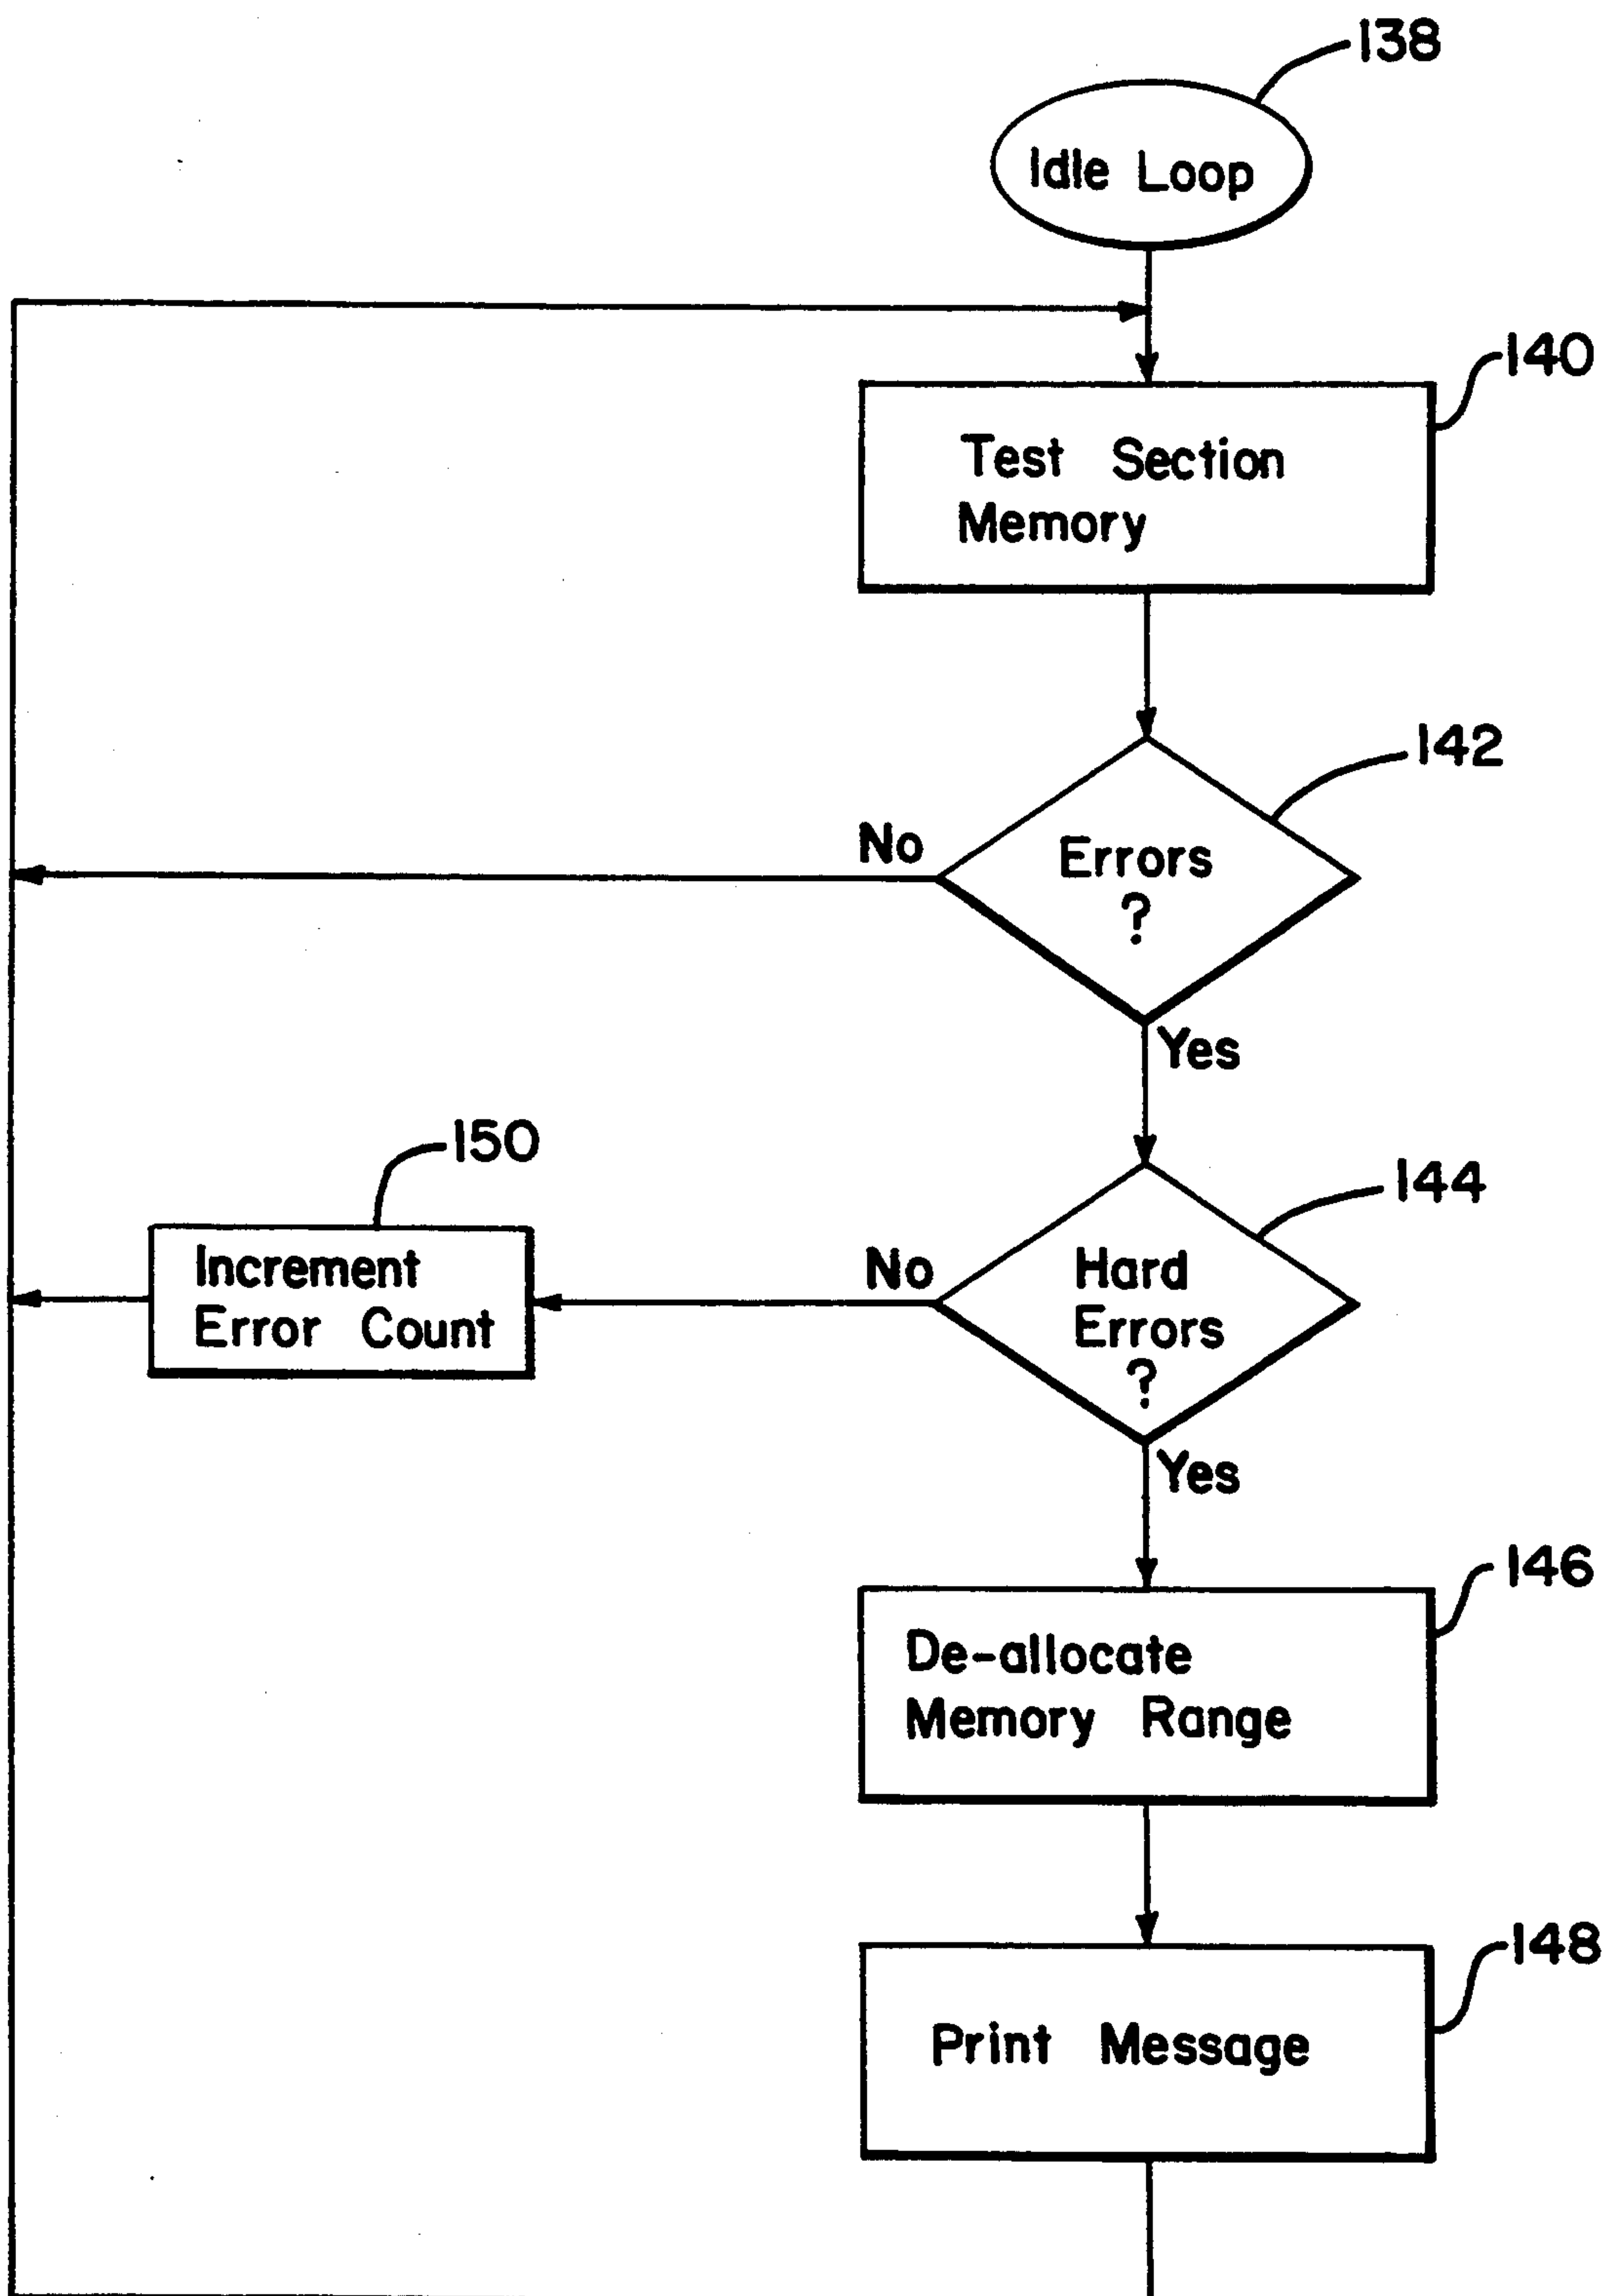 138
Idle Loop
140
Test Section
Memory
142
No
Errors
?
Yes
150
144
Increment
Error Count
No
Hard
Errors
?
Yes
146
De-allocate
Memory Range
148
Print Message